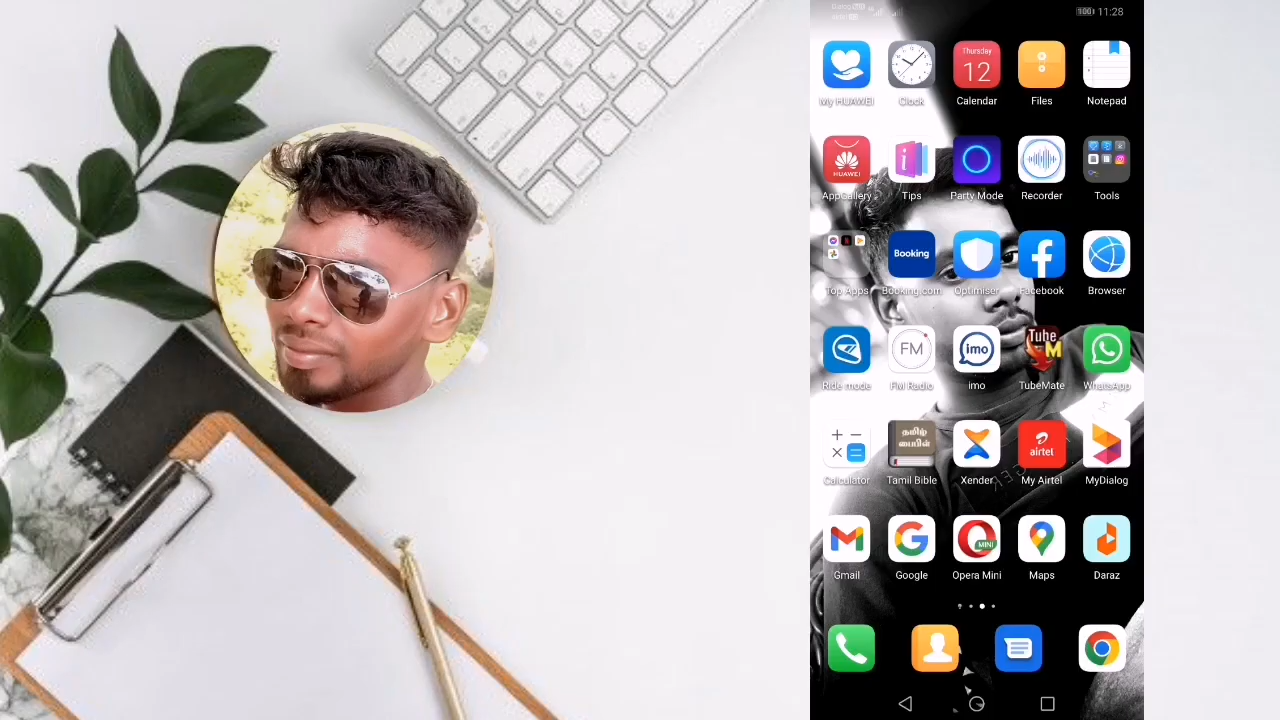 100 11:28
Thursday
12
My HUAWEI Clock Calendar Files Notepad
HUAWEI
AppGallery Tips Party Mode Recorder Tools
Booking
Top Apps Booking.com Optimiser Facebook Browser
FM imo Tube M
Ride mode FM Radio imo TubeMate WhatsApp
தமிழ்
பைபிள்
airtel
Calculator Tamil Bible Xender My Airtel MyDialog
MINI
Gmail Google Opera Mini Maps Daraz